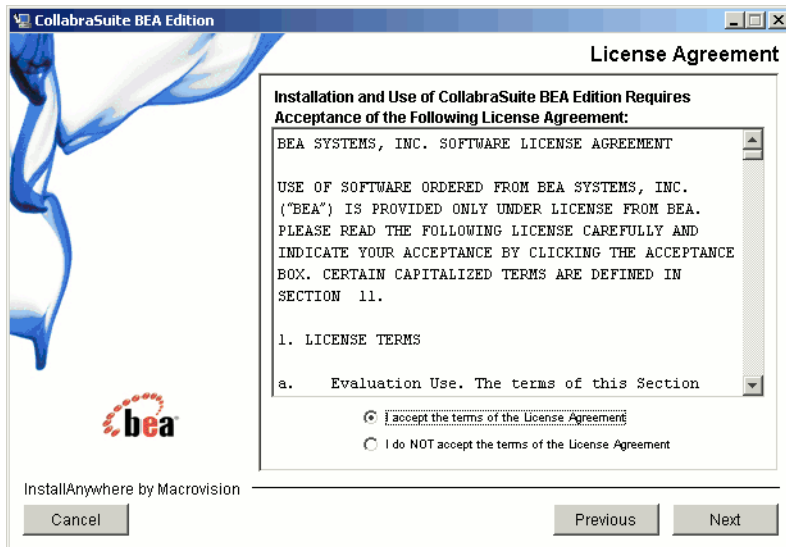 CollabraSuite BEA Edition
License Agreement
Installation and Use of CollabraSuite BEA Edition Requires
Acceptance of the Following License Agreement:
BEA SYSTEMS, INC. SOFTWARE LICENSE AGREEMENT
USE OF SOFTWARE ORDERED FROM BEA SYSTEMS, INC.
("BEA") IS PROVIDED ONLY UNDER LICENSE FROM BEA.
PLEASE READ THE FOLLOWING LICENSE CAREFULLY AND
INDICATE YOUR ACCEPTANCE BY CLICKING THE ACCEPTANCE
BOX. CERTAIN CAPITALIZED TERMS ARE DEFINED IN
SECTION  11.
1. LICENSE TERMS
a.    Evaluation Use. The terms of this Section
I accept the terms of the License Agreement
I do NOT accept the terms of the License Agreement
bea
InstallAnywhere by Macrovision
Cancel
Previous
Next